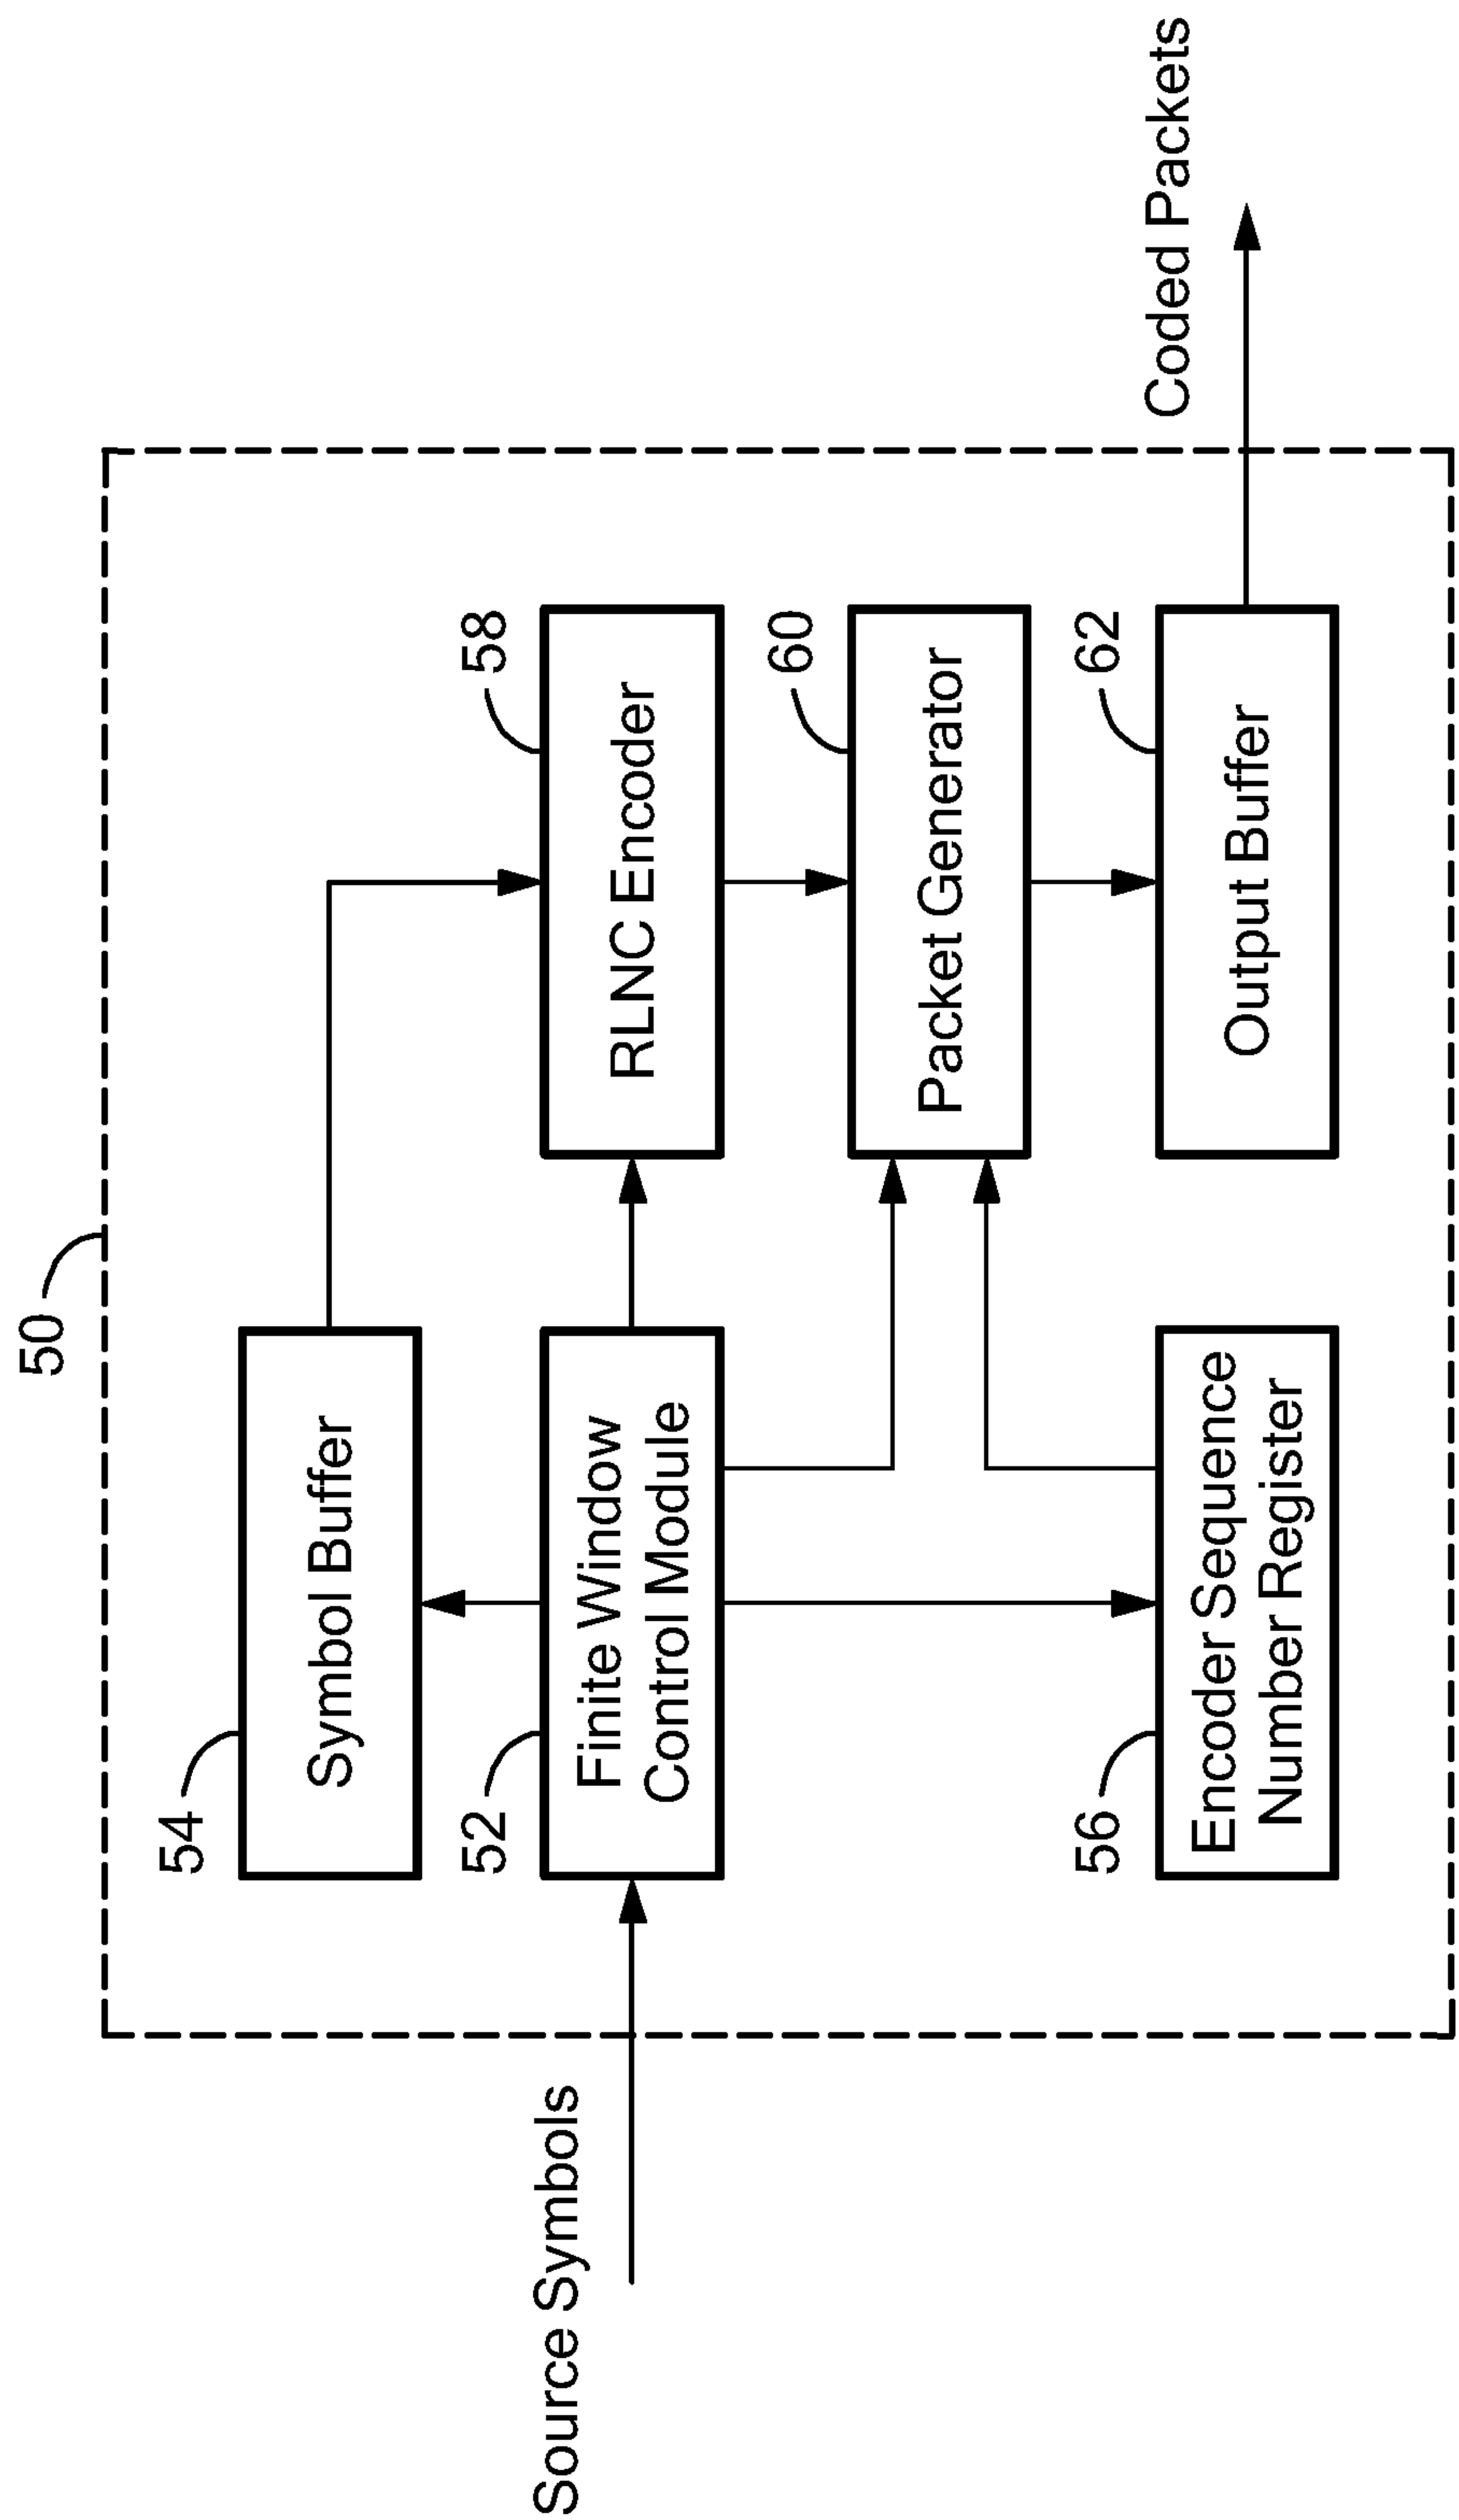 50
54
Symbol Buffer
52
58
Source Symbols
Finite Window
Control Module
RLNC Encoder
60
Packet Generator
56
62
Coded Packets
Encoder Sequence
Number Register
Output Buffer